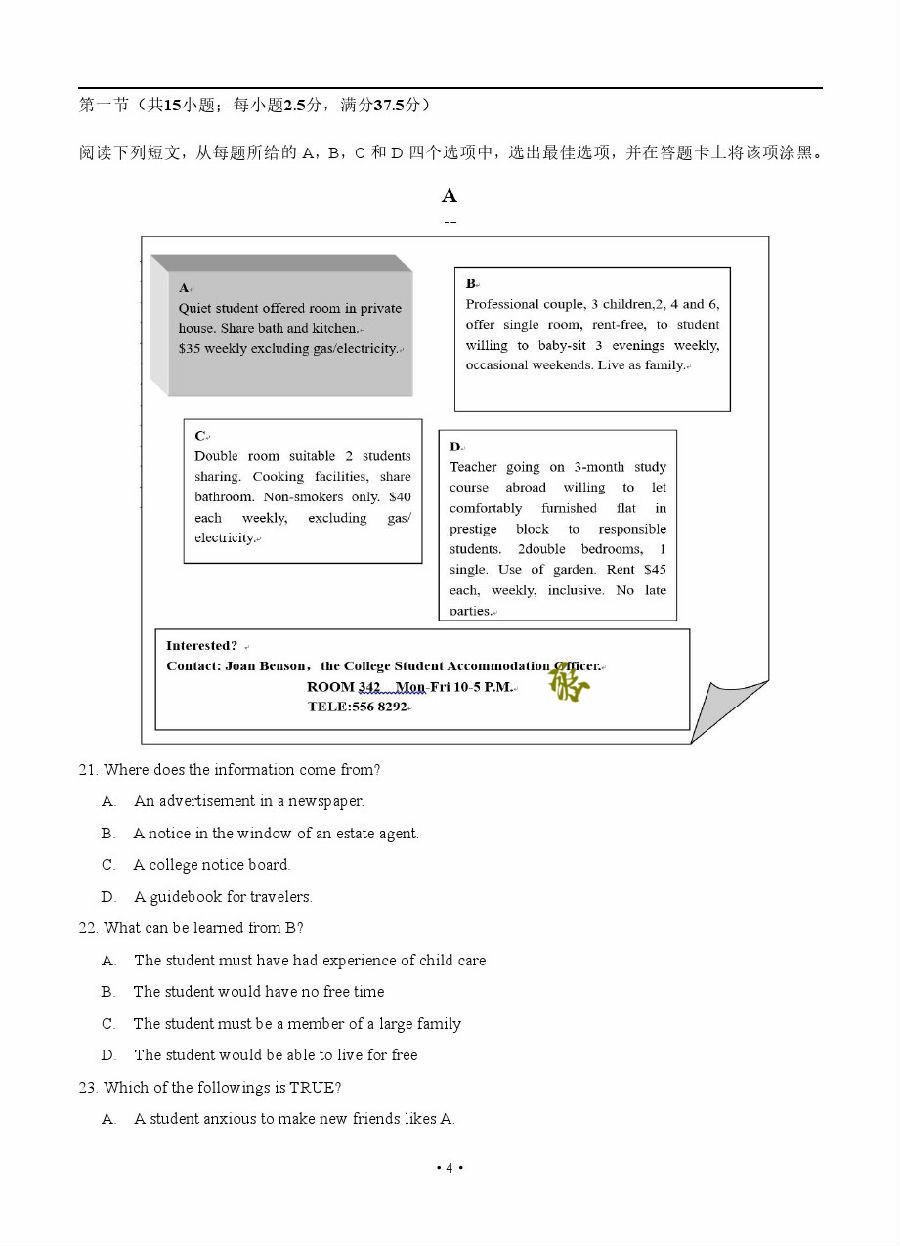 第一节（共15小题；每小题2.5分，满分37.5分）
阅读下列短文，从每题所给的 A，B，C 和 D 四个选项中，选出最佳选项，并在答题卡上将该项涂黑。
A
A
Quiet student offered room in private
house. Share bath and kitchen.
$35 weekly excluding gas/electricity.
B
Professional couple, 3 children,2, 4 and 6,
offer single room, rent-free, to student
willing to baby-sit 3 evenings weekly,
occasional weekends. Live as family.
C
Double room suitable 2 students
sharing. Cooking facilities, share
bathroom. Non-smokers only. $40
each weekly, excluding gas/
electricity.
D
Teacher going on 3-month study
course abroad willing to let
comfortably furnished flat in
prestige block to responsible
students. 2double bedrooms, 1
single. Use of garden. Rent $45
each, weekly, inclusive. No late
parties.
Interested?
Contact: Joan Benson，the College Student Accommodation Officer.
ROOM 342 Mon-Fri 10-5 P.M.
TELE:556 8292
21. Where does the information come from?
A. An advertisement in a newspaper.
B. A notice in the window of an estate agent.
C. A college notice board.
D. A guidebook for travelers.
22. What can be learned from B?
A. The student must have had experience of child care
B. The student would have no free time
C. The student must be a member of a large family
D. The student would be able to live for free
23. Which of the followings is TRUE?
A. A student anxious to make new friends likes A.
• 4 •